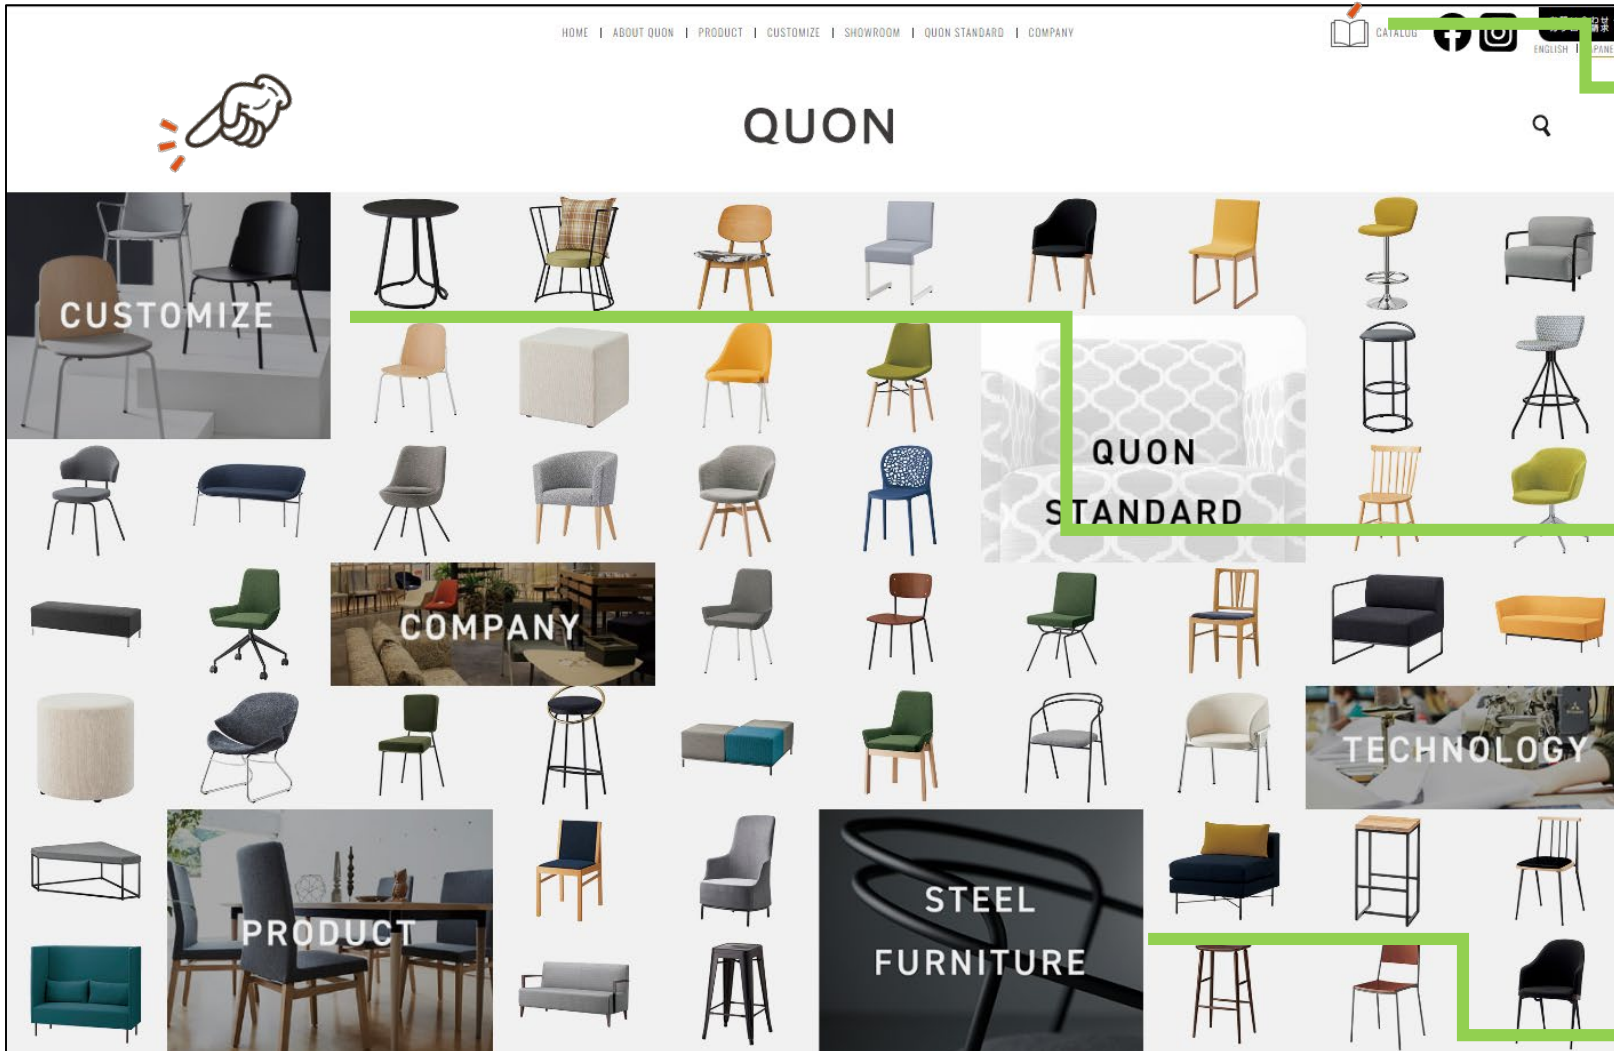 HOME | ABOUT QUON | PRODUCT | CUSTOMIZE | SHOWROOM | QUON STANDARD | COMPANY
CATALOG
ENGLISH
QUON
CUSTOMIZE
QUON
STANDARD
COMPANY
TECHNOLOGY
PRODUCT
STEEL
FURNITURE